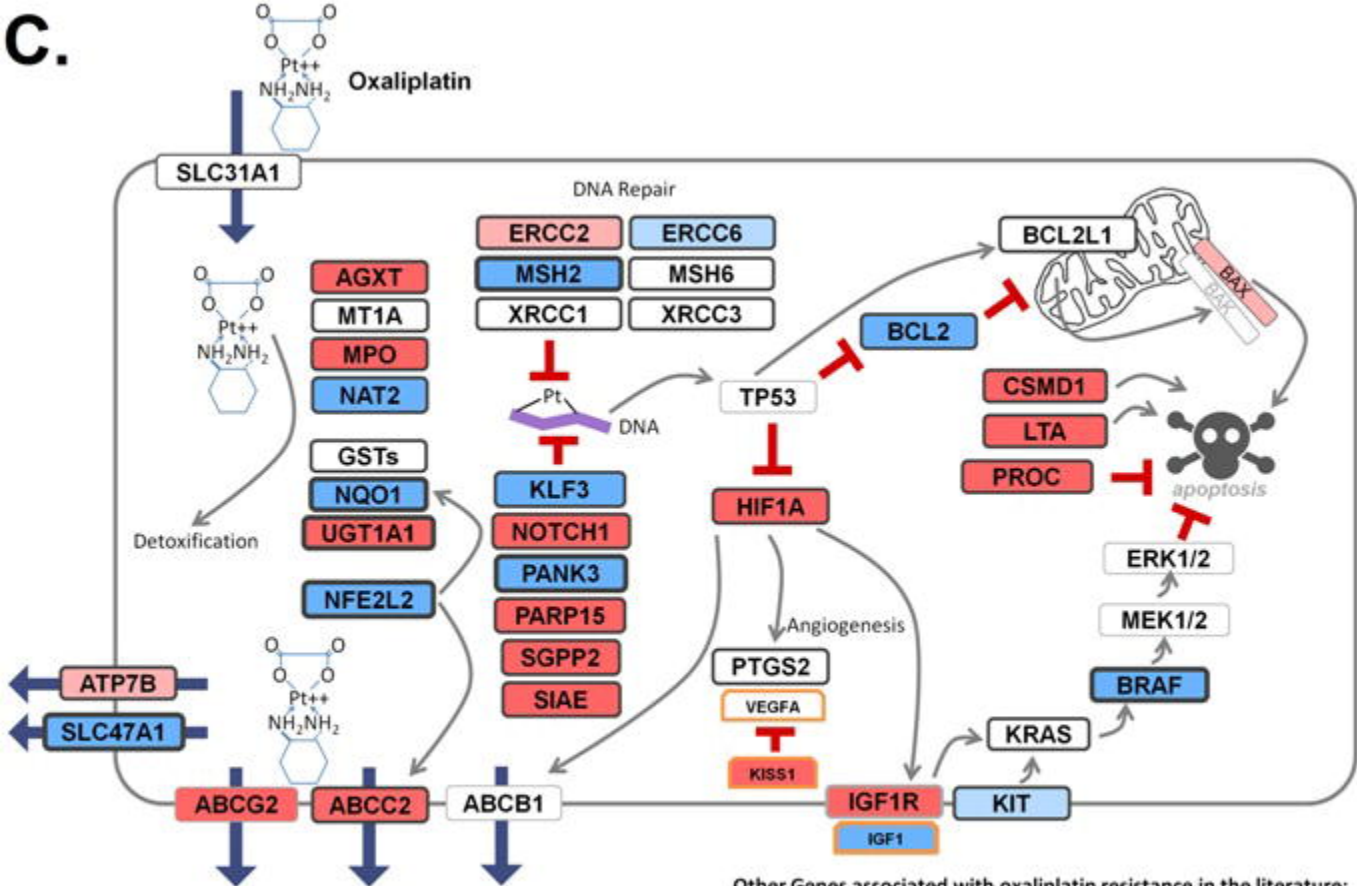 C.
O O
O O
Pt++
NH2NH2
Oxaliplatin
SLC31A1
DNA Repair
ERCC2 ERCC6
MSH2 MSH6
XRCC1 XRCC3
BCL2L1
BAX
BAK
BCL2
O O
O O
Pt++
NH2NH2
AGXT
MT1A
MPO
NAT2
GSTs
NQO1
UGT1A1
NFE2L2
Detoxification
Pt
DNA
KLF3
NOTCH1
PANK3
PARP15
SGPP2
SIAE
TP53
HIF1A
Angiogenesis
PTGS2
VEGFA
KISS1
CSMD1
LTA
PROC
apoptosis
ERK1/2
MEK1/2
BRAF
KRAS
ATP7B
SLC47A1
O O
O O
Pt++
NH2NH2
ABCG2 ABCC2 ABCB1
IGF1R KIT
IGF1
Other Genes associated with oxaliplatin resistance in the literature: